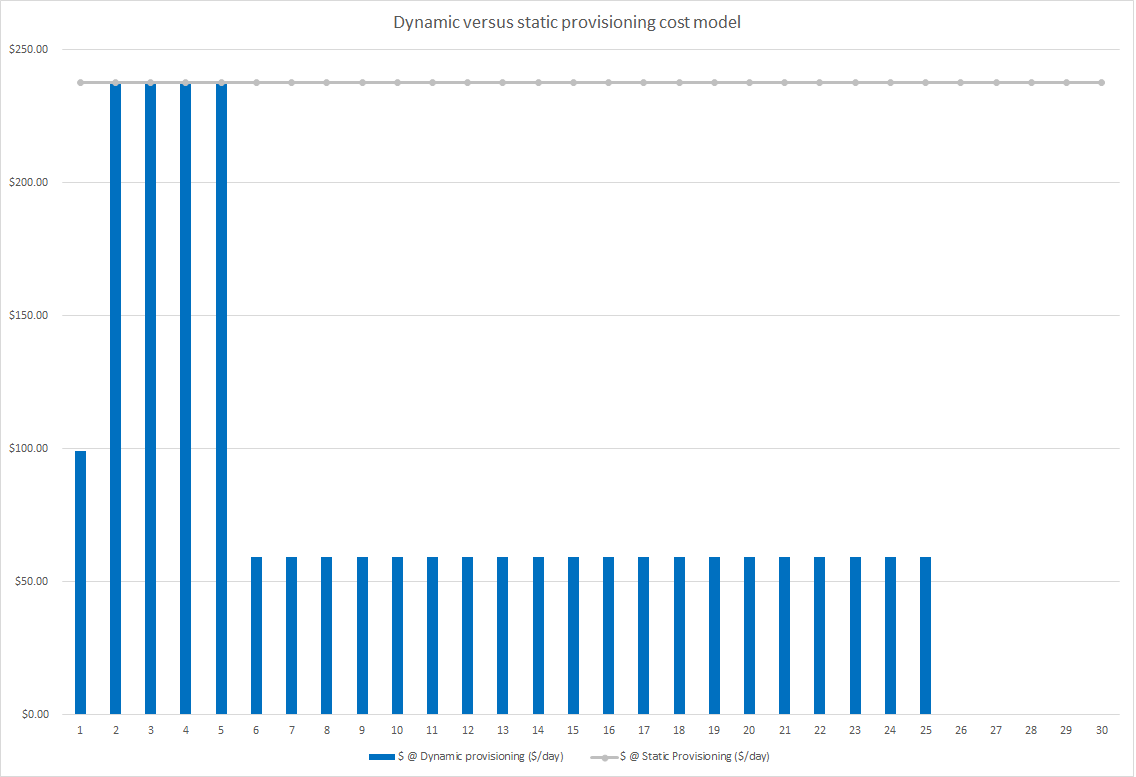 Dynamic versus static provisioning cost model
$250.00
$200.00
$150.00
$100.00
$50.00
$0.00
1 2 3 4 5 6 7 8 9 10 11 12 13 14 15 16 17 18 19 20 21 22 23 24 25 26 27 28 29 30
$ @ Dynamic provisioning ($/day) $ @ Static Provisioning ($/day)